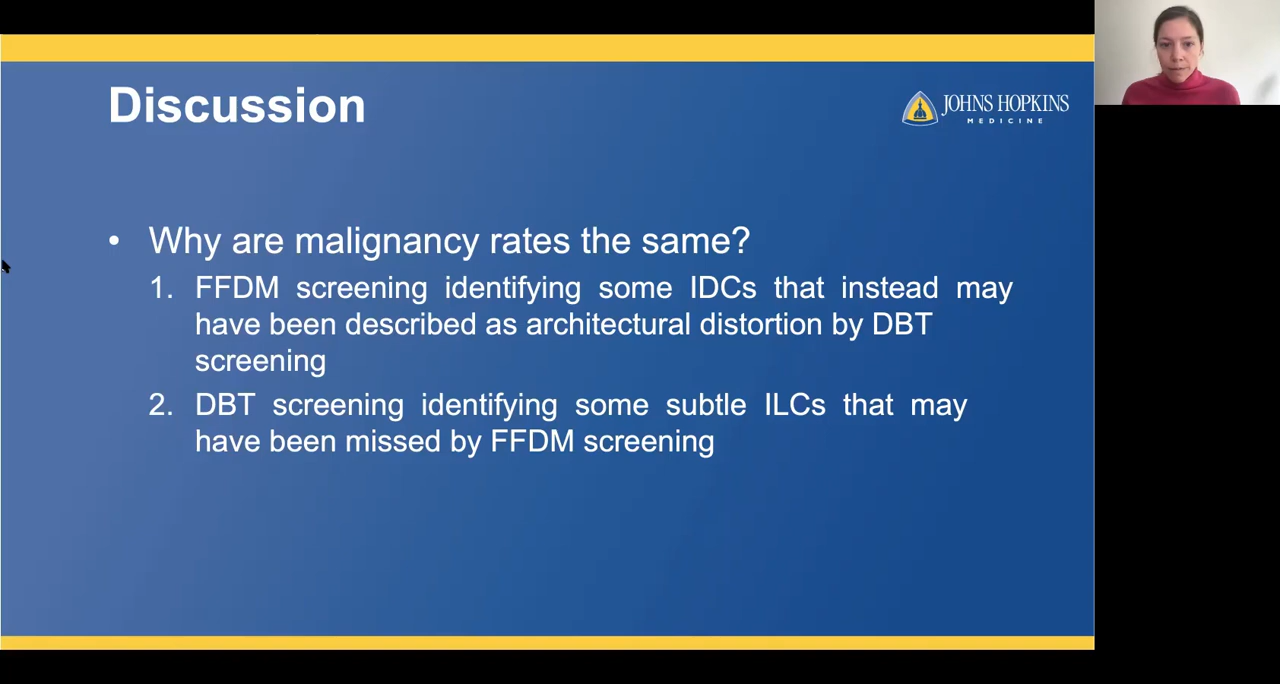 Discussion
JOHNS HOPKINS
MEDICINE
• Why are malignancy rates the same?
1. FFDM screening identifying some IDCs that instead may
have been described as architectural distortion by DBT
screening
2. DBT screening identifying some subtle ILCs that may
have been missed by FFDM screening